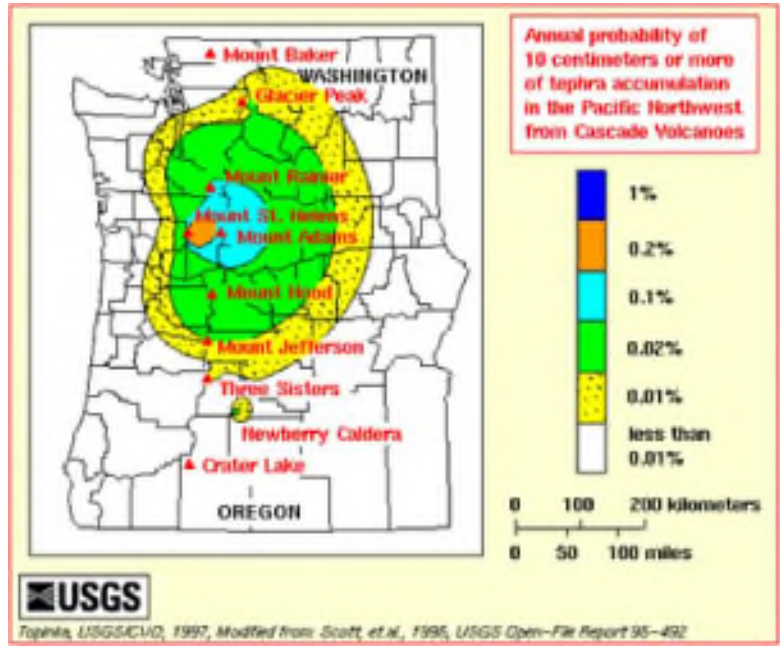 Annual probability of
10 centimeters or more
of tephra accumulation
in the Pacific Northwest
from Cascade Volcanoes
Mount Baker
WASHINGTON
Glacier Peak
Mount Rainier
Mount St. Helens
Mount Adams
Mount Hood
Mount Jefferson
Three Sisters
Newberry Caldera
Crater Lake
OREGON
1%
0.2%
0.1%
0.02%
0.01%
less than
0.01%
0 100 200 kilometers
0 50 100 miles
USGS
Topinka, USGS/CVO, 1997, Modified from: Scott, et.al., 1995, USGS Open-File Report 95-492